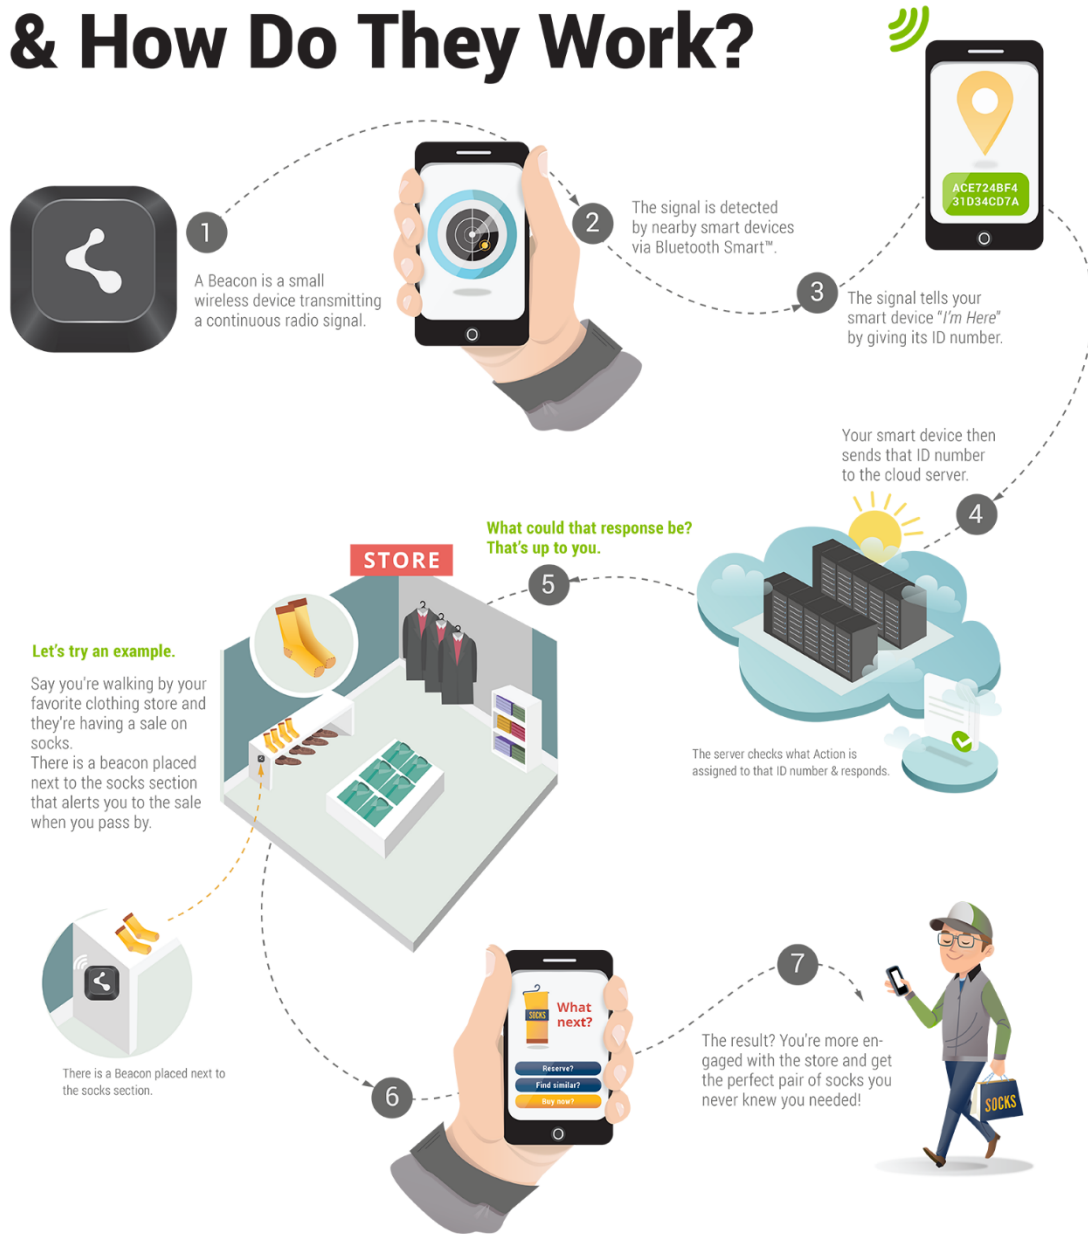 & How Do They Work?
ACE724BF4
31D34CD7A
1
A Beacon is a small
wireless device transmitting
a continuous radio signal.
2
The signal is detected
by nearby smart devices
via Bluetooth Smart™.
3
The signal tells your
smart device "I'm Here"
by giving its ID number.
Your smart device then
sends that ID number
to the cloud server.
4
The server checks what Action is
assigned to that ID number & responds.
What could that response be?
That's up to you.
5
STORE
Let's try an example.
Say you're walking by your
favorite clothing store and
they're having a sale on
socks.
There is a beacon placed
next to the socks section
that alerts you to the sale
when you pass by.
There is a Beacon placed next to
the socks section.
6
SOCKS
What
next?
Reserve?
Find similar?
Buy now?
7
The result? You're more en-
gaged with the store and get
the perfect pair of socks you
never knew you needed!
SOCKS